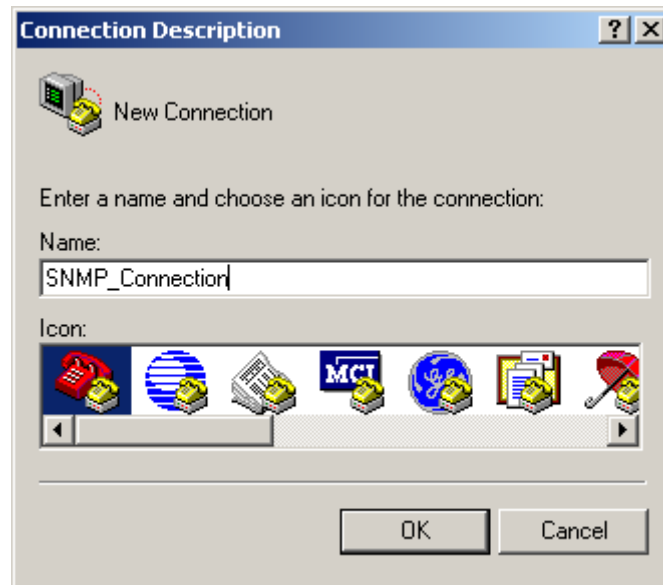 Connection Description
New Connection
Enter a name and choose an icon for the connection:
Name:
SNMP_Connection
Icon:
MCI
OK Cancel